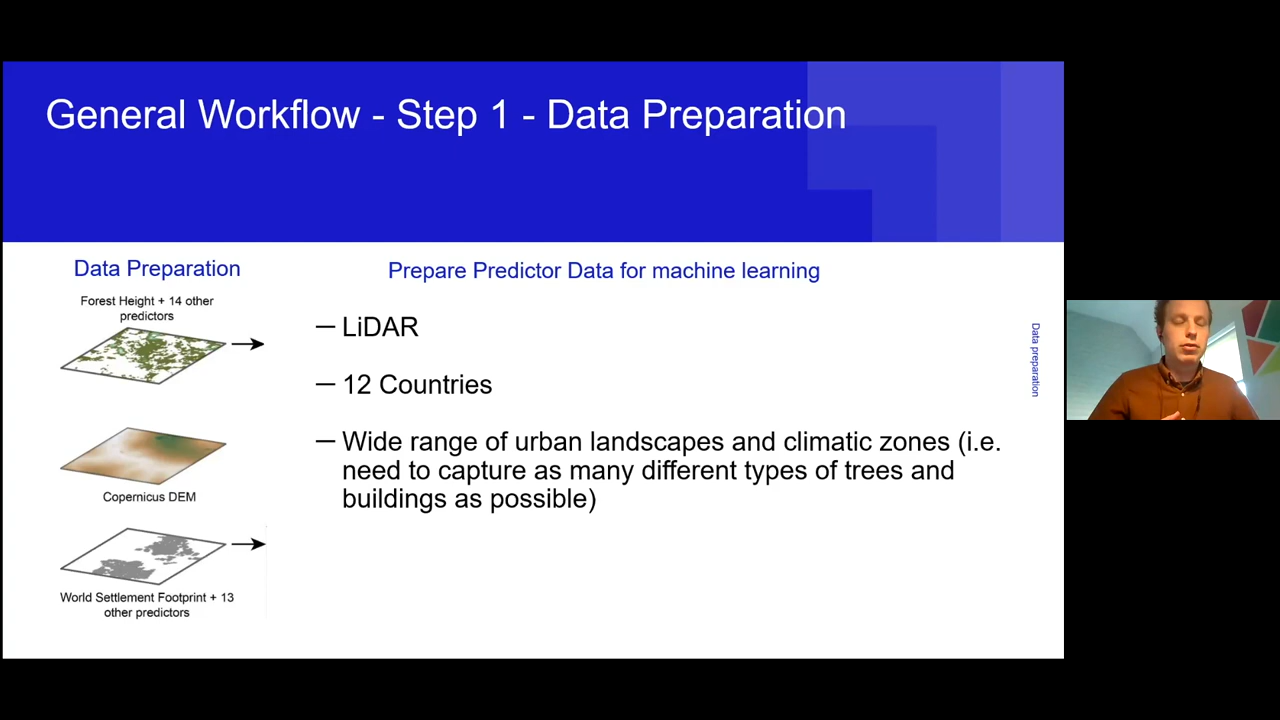 General Workflow - Step 1 - Data Preparation
Data Preparation
Forest Height + 14 other
predictors
Copernicus DEM
World Settlement Footprint + 13
other predictors
Prepare Predictor Data for machine learning
— LiDAR
— 12 Countries
— Wide range of urban landscapes and climatic zones (i.e.
need to capture as many different types of trees and
buildings as possible)
Data preparation